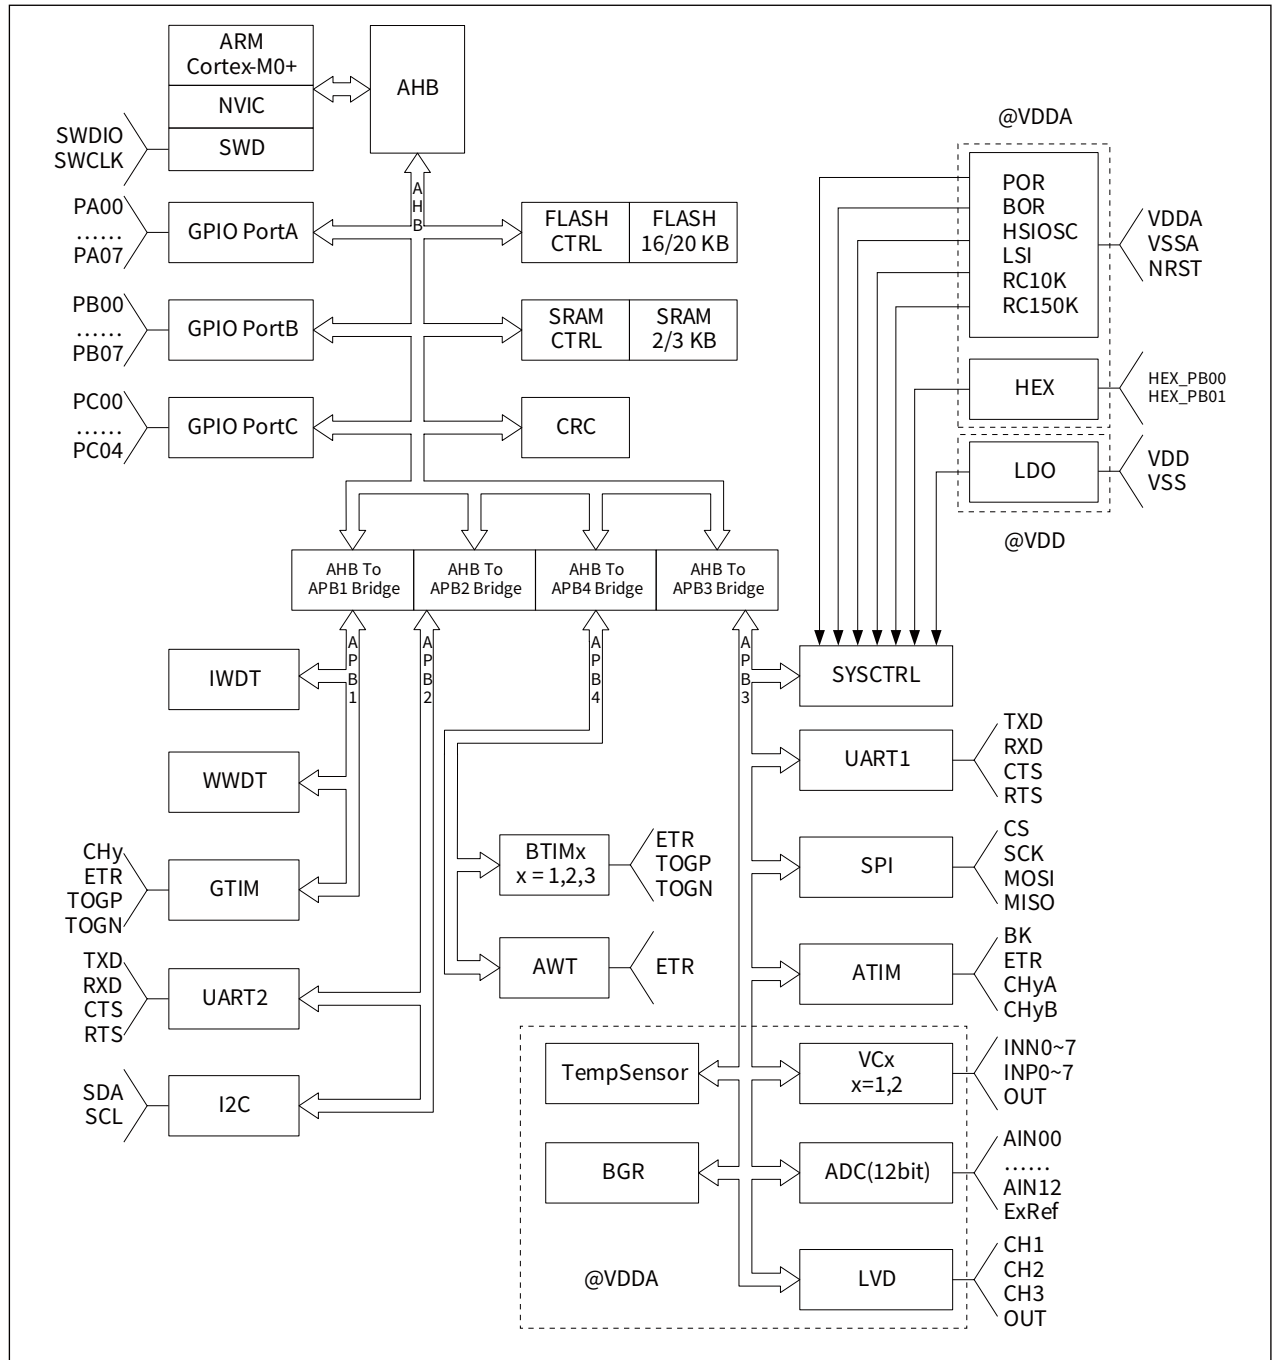 ARM
Cortex-M0+
NVIC
SWD
SWDIO
SWCLK
AHB
AHB
PA00
......
PA07
GPIO PortA
FLASH
CTRL
FLASH
16/20 KB
PB00
......
PB07
GPIO PortB
SRAM
CTRL
SRAM
2/3 KB
PC00
......
PC04
GPIO PortC
CRC
@VDDA
POR
BOR
HSIOSC
LSI
RC10K
RC150K
VDDA
VSSA
NRST
HEX
HEX_PB00
HEX_PB01
LDO
VDD
VSS
@VDD
AHB To
APB1 Bridge
AHB To
APB2 Bridge
AHB To
APB4 Bridge
AHB To
APB3 Bridge
APB1
APB2
APB4
APB3
IWDT
WWDT
CHy
ETR
TOGP
TOGN
GTIM
TXD
RXD
CTS
RTS
UART2
SDA
SCL
I2C
BTIMx
x = 1,2,3
ETR
TOGP
TOGN
AWT
ETR
SYSCTRL
UART1
TXD
RXD
CTS
RTS
SPI
CS
SCK
MOSI
MISO
ATIM
BK
ETR
CHyA
CHyB
TempSensor
VCx
x=1,2
INN0~7
INP0~7
OUT
BGR
ADC(12bit)
AIN00
......
AIN12
ExRef
@VDDA
LVD
CH1
CH2
CH3
OUT